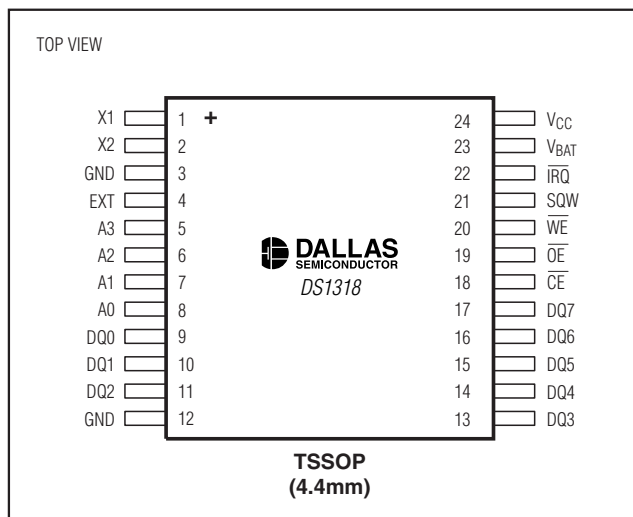 TOP VIEW
X1 1 + 24 VCC
X2 2 23 VBAT
GND 3 22 IRQ
EXT 4 21 SQW
A3 5 20 WE
A2 6 19 OE
A1 7 18 CE
A0 8 17 DQ7
DQ0 9 16 DQ6
DQ1 10 15 DQ5
DQ2 11 14 DQ4
GND 12 13 DQ3
DALLAS
SEMICONDUCTOR
DS1318
TSSOP
(4.4mm)